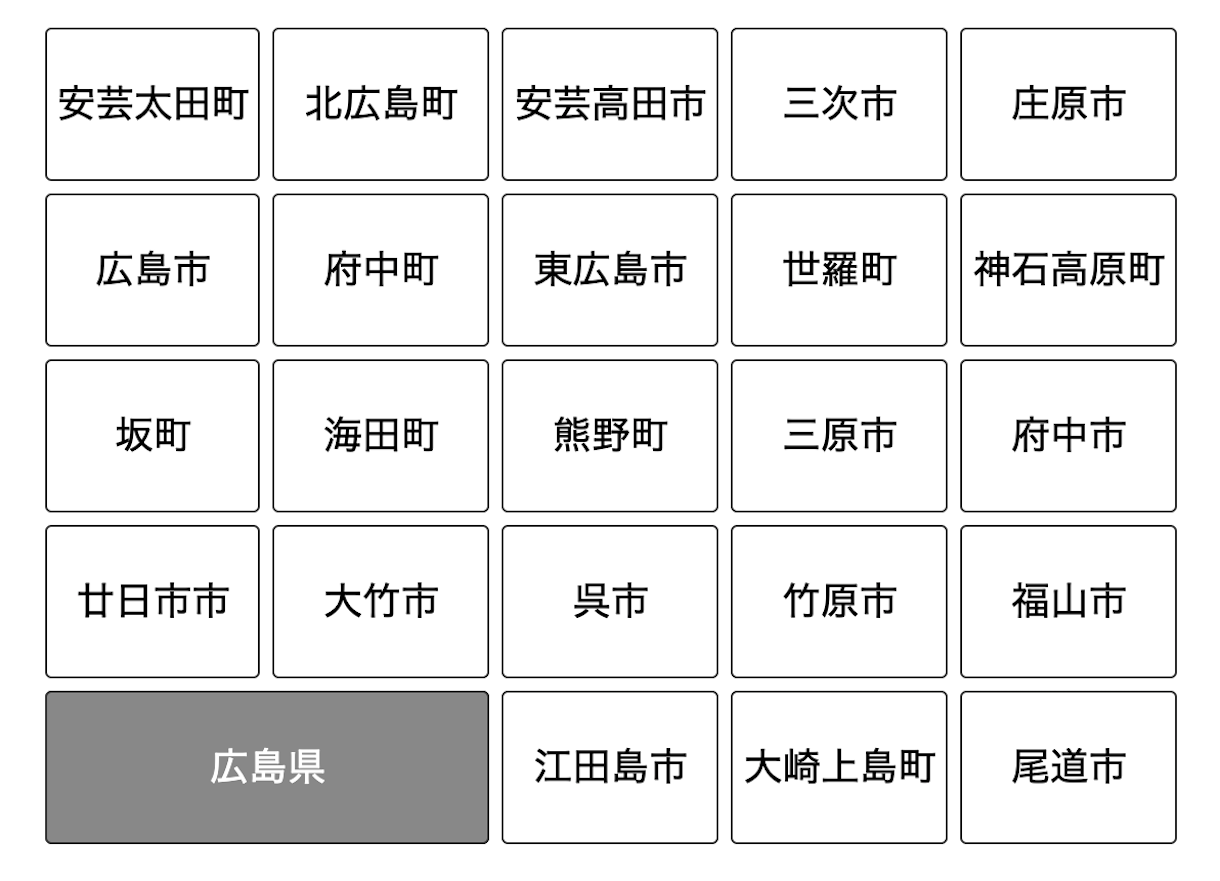 安芸太田町
北広島町
安芸高田市
三次市
庄原市
広島市
府中町
東広島市
世羅町
神石高原町
坂町
海田町
熊野町
三原市
府中市
廿日市市
大竹市
呉市
竹原市
福山市
広島県
江田島市
大崎上島町
尾道市